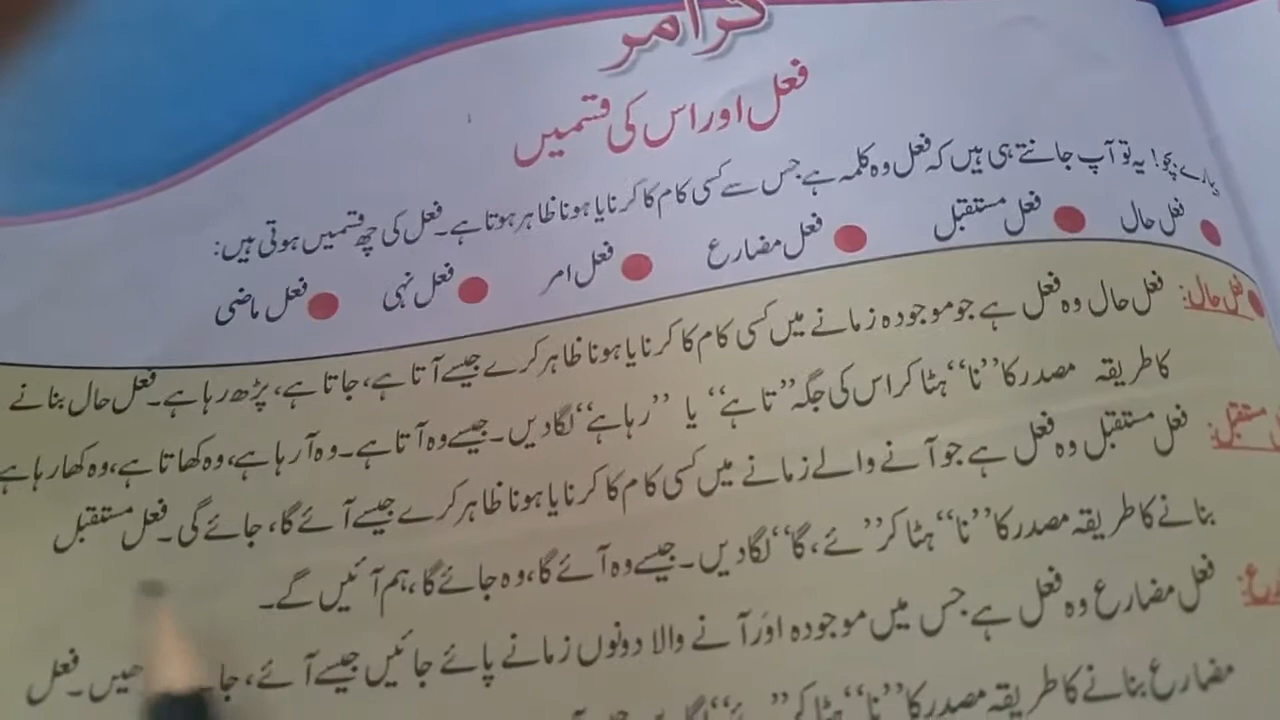 گرامر
فعل اور اس کی قسمیں
پیارے بچو! یہ تو آپ جانتے ہی ہیں کہ فعل وہ کلمہ ہے جس سے کسی کام کا کرنا یا ہونا ظاہر ہوتا ہے۔ فعل کی چھ قسمیں ہوتی ہیں:
● فعل حال ● فعل مستقبل ● فعل مضارع ● فعل امر ● فعل نہی ● فعل ماضی
● فعل حال: فعل حال وہ فعل ہے جو موجودہ زمانے میں کسی کام کا کرنا یا ہونا ظاہر کرے جیسے آتا ہے، جاتا ہے، پڑھ رہا ہے۔ فعل حال بنانے
کا طریقہ مصدر کا ”نا“ ہٹا کر اس کی جگہ ”تا ہے“ یا ”رہا ہے“ لگا دیں۔ جیسے وہ آتا ہے۔ وہ آ رہا ہے، وہ کھاتا ہے، وہ کھا رہا ہے
مستقبل: فعل مستقبل وہ فعل ہے جو آنے والے زمانے میں کسی کام کا کرنا یا ہونا ظاہر کرے جیسے آئے گا، جائے گی۔ فعل مستقبل
بنانے کا طریقہ مصدر کا ”نا“ ہٹا کر ”ئے، گا“ لگا دیں۔ جیسے وہ آئے گا، وہ جائے گا، ہم آئیں گے۔
فعل مضارع وہ فعل ہے جس میں موجودہ اور آنے والا دونوں زمانے پائے جائیں جیسے آئے، فعل
مضارع بنانے کا طریقہ مصدر کا ”نا“ ہٹا کر